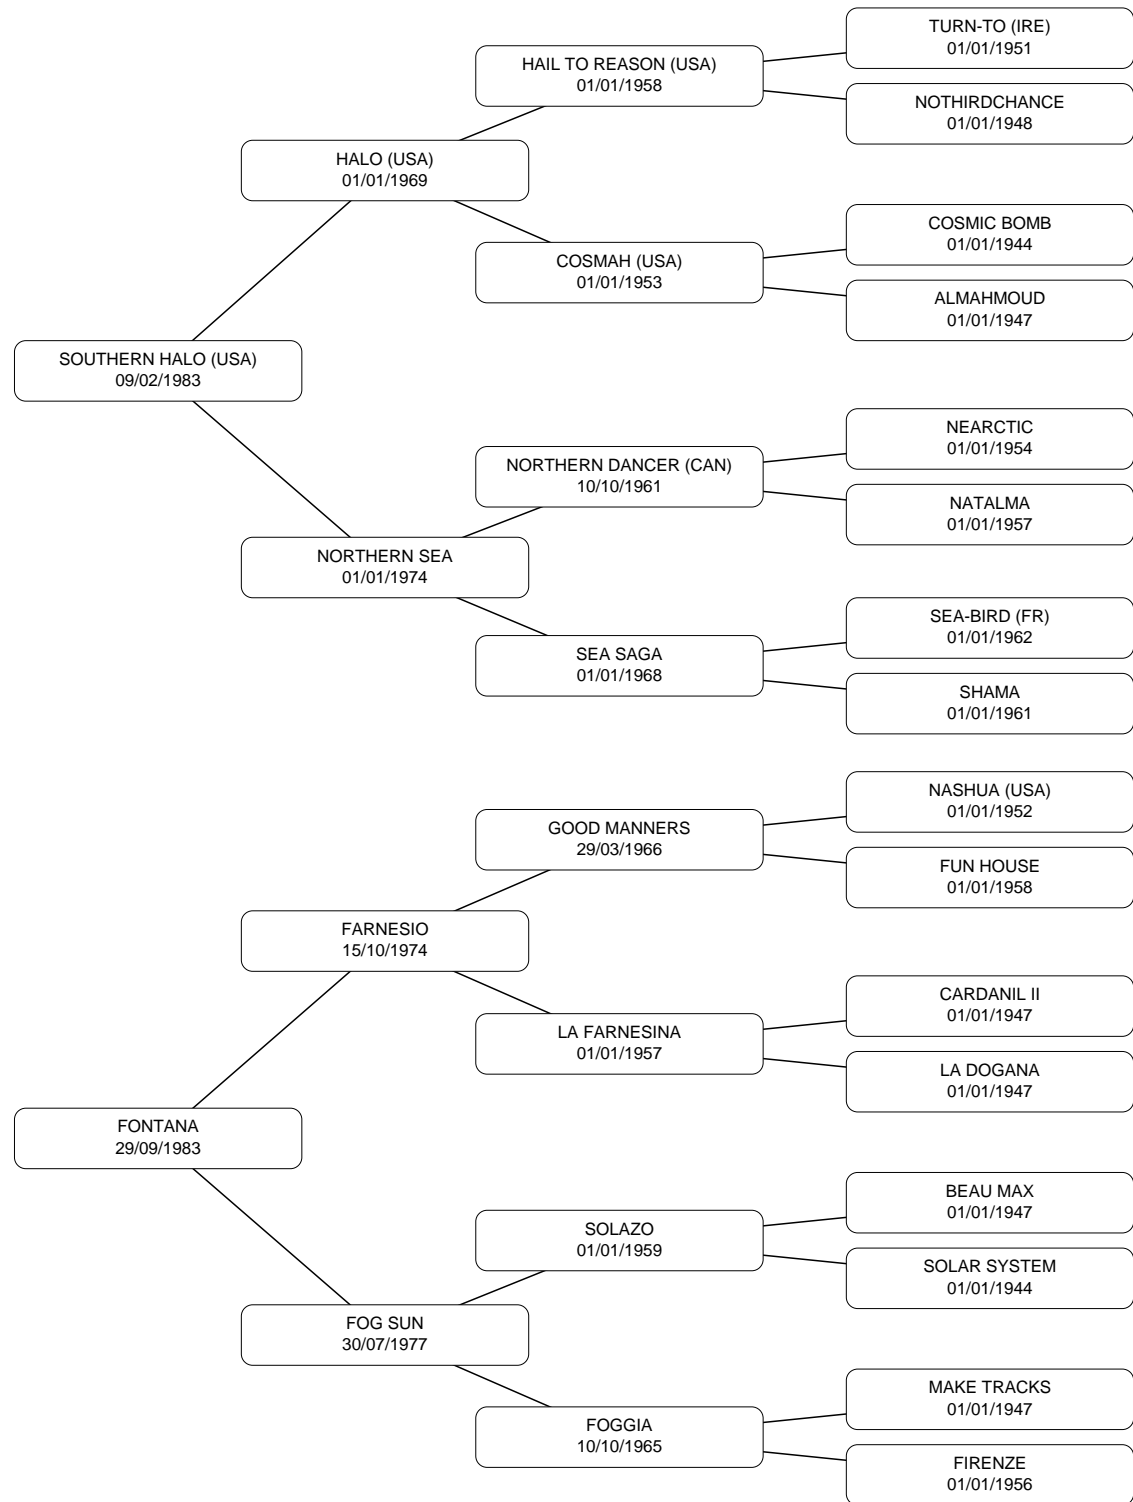 TURN-TO (IRE)
01/01/1951
HAIL TO REASON (USA)
01/01/1958
NOTHIRDCHANCE
01/01/1948
HALO (USA)
01/01/1969
COSMIC BOMB
01/01/1944
COSMAH (USA)
01/01/1953
ALMAHMOUD
01/01/1947
SOUTHERN HALO (USA)
09/02/1983
NEARCTIC
01/01/1954
NORTHERN DANCER (CAN)
10/10/1961
NATALMA
01/01/1957
NORTHERN SEA
01/01/1974
SEA-BIRD (FR)
01/01/1962
SEA SAGA
01/01/1968
SHAMA
01/01/1961
NASHUA (USA)
01/01/1952
GOOD MANNERS
29/03/1966
FUN HOUSE
01/01/1958
FARNESIO
15/10/1974
CARDANIL II
01/01/1947
LA FARNESINA
01/01/1957
LA DOGANA
01/01/1947
FONTANA
29/09/1983
BEAU MAX
01/01/1947
SOLAZO
01/01/1959
SOLAR SYSTEM
01/01/1944
FOG SUN
30/07/1977
MAKE TRACKS
01/01/1947
FOGGIA
10/10/1965
FIRENZE
01/01/1956